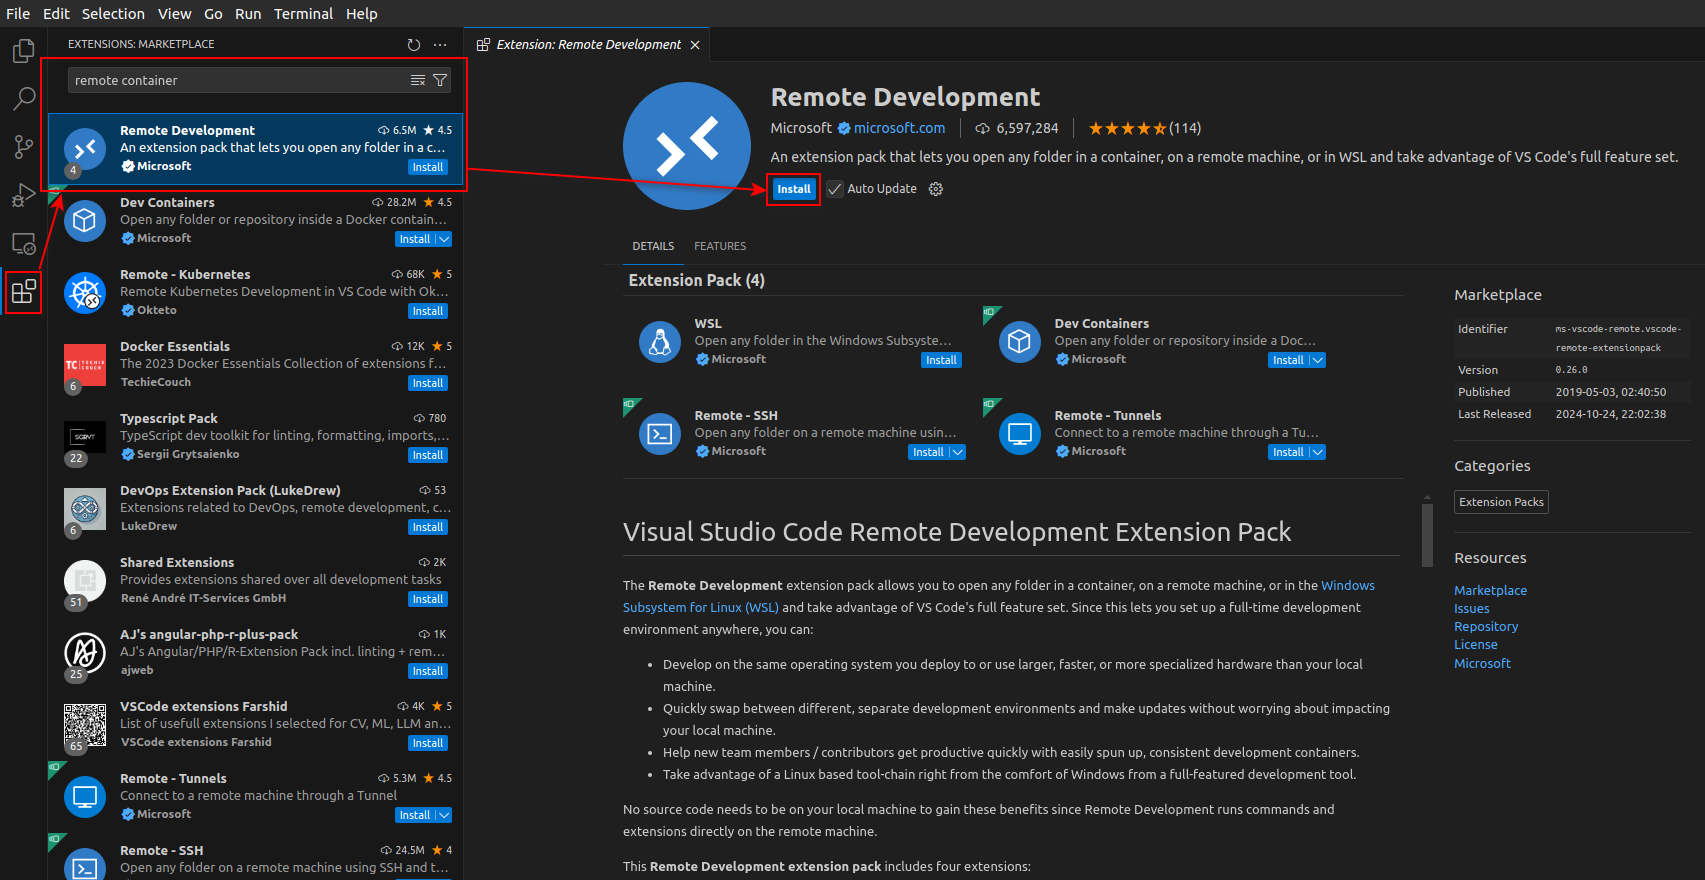 File Edit Selection View Go Run Terminal Help
EXTENSIONS: MARKETPLACE
remote container
Remote Development 6.5M 4.5
An extension pack that lets you open any folder in a c...
Microsoft Install
4
Dev Containers 28.2M 4.5
Open any folder or repository inside a Docker contain...
Microsoft Install
Remote - Kubernetes 68K 5
Remote Kubernetes Development in VS Code with Ok...
Okteto Install
Docker Essentials 12K 5
The 2023 Docker Essentials Collection of extensions f...
TechieCouch Install
TC TECHIE COUCH
6
Typescript Pack 780
TypeScript dev toolkit for linting, formatting, imports,...
Sergii Grytsaienko Install
22
DevOps Extension Pack (LukeDrew) 53
Extensions related to DevOps, remote development, c...
LukeDrew Install
6
Shared Extensions 2K
Provides extensions shared over all development tasks
René André IT-Services GmbH Install
51
AJ's angular-php-r-plus-pack 1K
AJ's Angular/PHP/R-Extension Pack incl. linting + rem...
ajweb Install
25
VSCode extensions Farshid 4K 5
List of usefull extensions I selected for CV, ML, LLM an...
VSCode extensions Farshid Install
65
Remote - Tunnels 5.3M 4.5
Connect to a remote machine through a Tunnel
Microsoft Install
Remote - SSH 24.5M 4
Open any folder on a remote machine using SSH and t...
Extension: Remote Development
Remote Development
Microsoft microsoft.com 6,597,284 (114)
An extension pack that lets you open any folder in a container, on a remote machine, or in WSL and take advantage of VS Code's full feature set.
Install Auto Update
DETAILS FEATURES
Extension Pack (4)
WSL
Open any folder in the Windows Subsyste...
Microsoft Install
Dev Containers
Open any folder or repository inside a Doc...
Microsoft Install
Remote - SSH
Open any folder on a remote machine usin...
Microsoft Install
Remote - Tunnels
Connect to a remote machine through a Tu...
Microsoft Install
Visual Studio Code Remote Development Extension Pack
The Remote Development extension pack allows you to open any folder in a container, on a remote machine, or in the Windows
Subsystem for Linux (WSL) and take advantage of VS Code's full feature set. Since this lets you set up a full-time development
environment anywhere, you can:
• Develop on the same operating system you deploy to or use larger, faster, or more specialized hardware than your local
machine.
• Quickly swap between different, separate development environments and make updates without worrying about impacting
your local machine.
• Help new team members / contributors get productive quickly with easily spun up, consistent development containers.
• Take advantage of a Linux based tool-chain right from the comfort of Windows from a full-featured development tool.
No source code needs to be on your local machine to gain these benefits since Remote Development runs commands and
extensions directly on the remote machine.
This Remote Development extension pack includes four extensions:
Marketplace
Identifier ms-vscode-remote.vscode-
remote-extensionpack
Version 0.26.0
Published 2019-05-03, 02:40:50
Last Released 2024-10-24, 22:02:38
Categories
Extension Packs
Resources
Marketplace
Issues
Repository
License
Microsoft